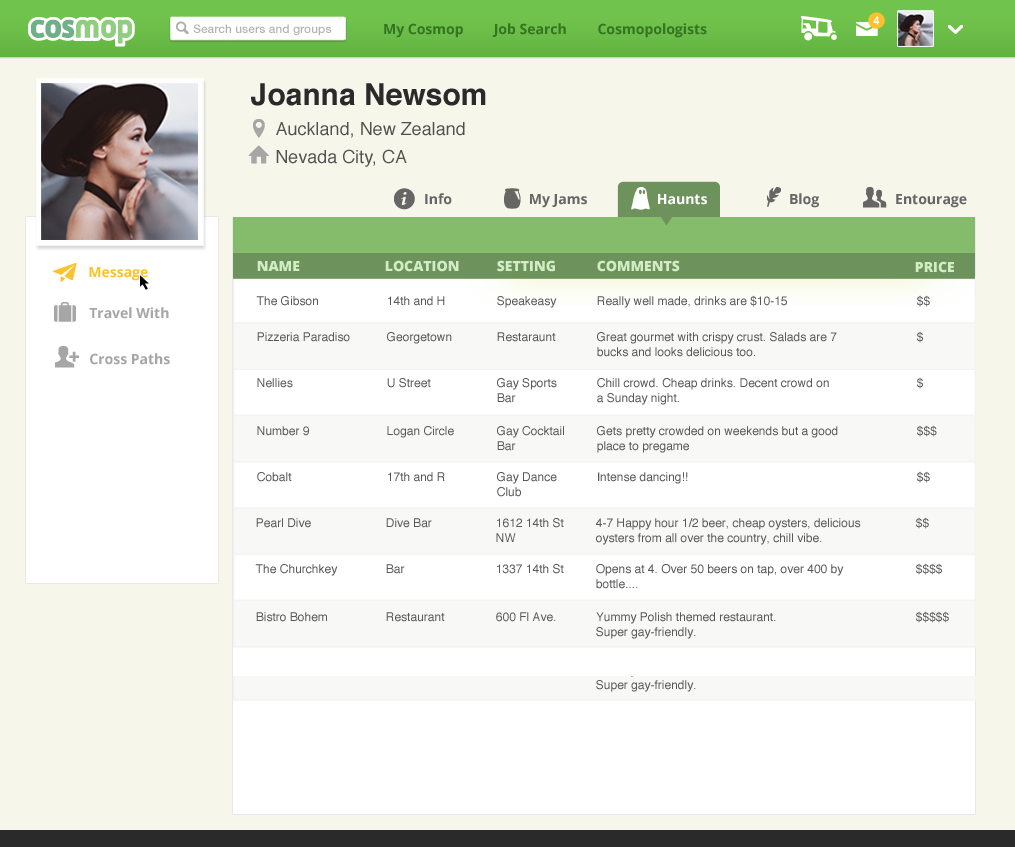 cosmop
Search users and groups
My Cosmop
Job Search
Cosmopologists
4
Joanna Newsom
Auckland, New Zealand
Nevada City, CA
Info
My Jams
Haunts
Blog
Entourage
Message
Travel With
Cross Paths
NAME LOCATION SETTING COMMENTS PRICE
The Gibson 14th and H Speakeasy Really well made, drinks are $10-15 $$
Pizzeria Paradiso Georgetown Restaraunt Great gourmet with crispy crust. Salads are 7 $
bucks and looks delicious too.
Nellies U Street Gay Sports Chill crowd. Cheap drinks. Decent crowd on $
Bar a Sunday night.
Number 9 Logan Circle Gay Cocktail Gets pretty crowded on weekends but a good $$$
Bar place to pregame
Cobalt 17th and R Gay Dance Intense dancing!! $$
Club
Pearl Dive Dive Bar 1612 14th St 4-7 Happy hour 1/2 beer, cheap oysters, delicious $$
NW oysters from all over the country, chill vibe.
The Churchkey Bar 1337 14th St Opens at 4. Over 50 beers on tap, over 400 by $$$$
bottle....
Bistro Bohem Restaurant 600 Fl Ave. Yummy Polish themed restaurant. $$$$$
Super gay-friendly.
Super gay-friendly.